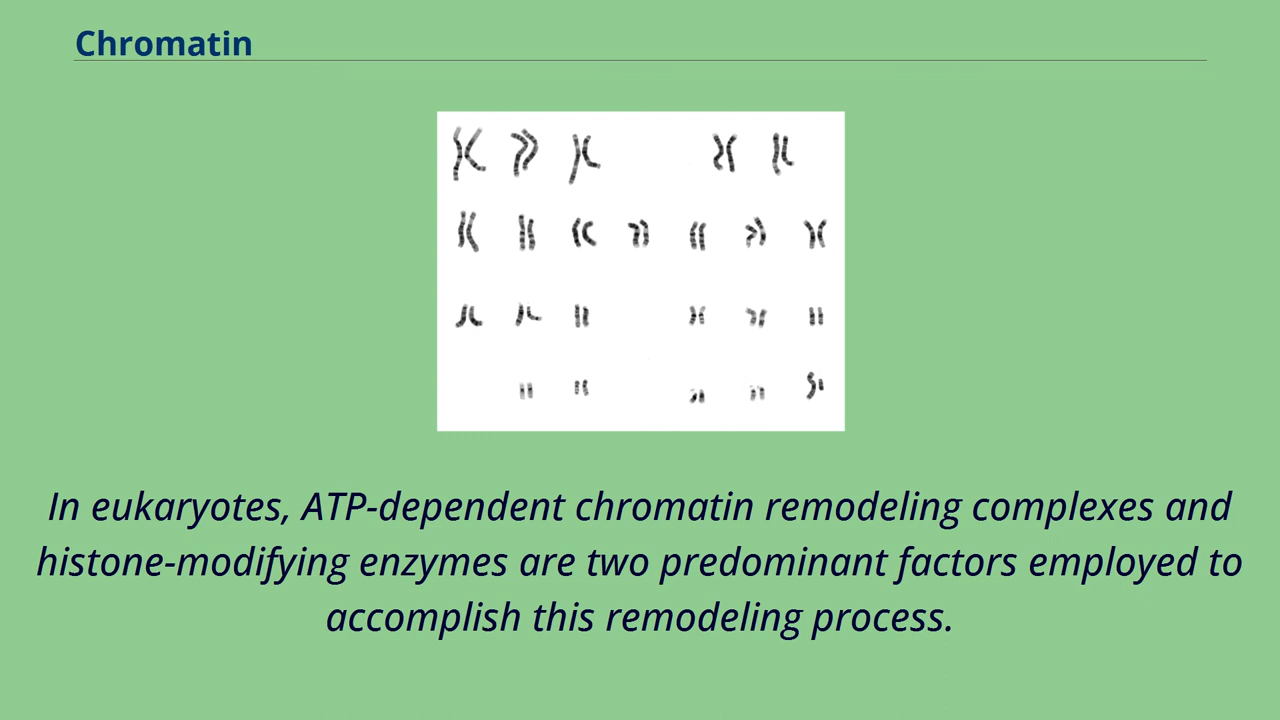 Chromatin
In eukaryotes, ATP-dependent chromatin remodeling complexes and
histone-modifying enzymes are two predominant factors employed to
accomplish this remodeling process.